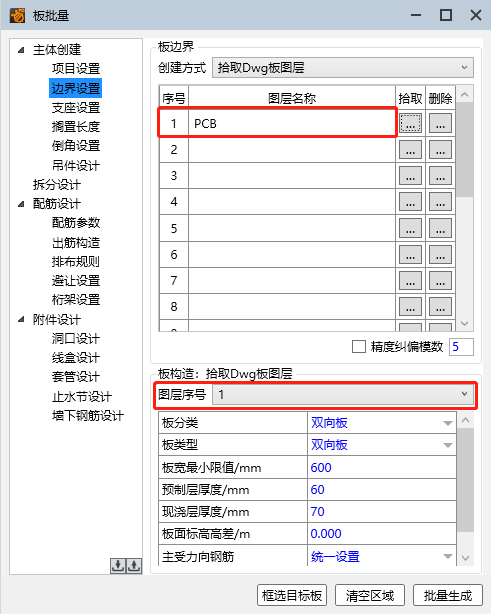 板批量
主体创建
项目设置
边界设置
支座设置
搁置长度
倒角设置
吊件设计
拆分设计
配筋设计
配筋参数
出筋构造
排布规则
避让设置
桁架设置
附件设计
洞口设计
线盒设计
套管设计
止水节设计
墙下钢筋设计
板边界
创建方式 拾取Dwg板图层
序号 图层名称 拾取 删除
1 PCB ... ...
2 ... ...
3 ... ...
4 ... ...
5 ... ...
6 ... ...
7 ... ...
8 ... ...
精度纠偏模数 5
板构造：拾取Dwg板图层
图层序号 1
板分类 双向板
板类型 双向板
板宽最小限值/mm 600
预制层厚度/mm 60
现浇层厚度/mm 70
板面标高高差/m 0.000
主受力向钢筋 统一设置
框选目标板 清空区域 批量生成